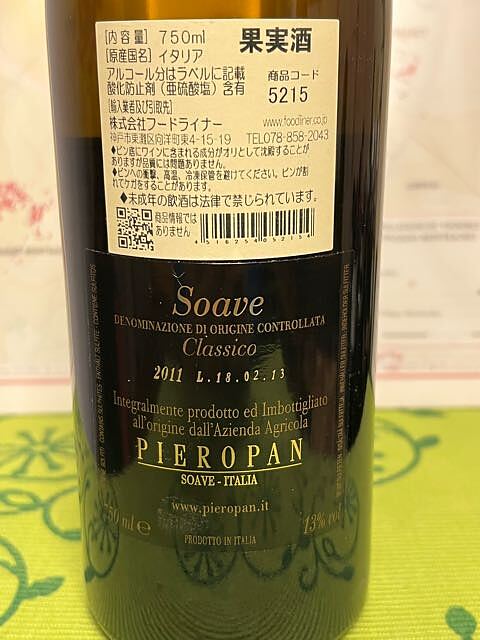 [内 容 量] 750ml
果実酒
[原産国名] イタリア
アルコール分はラベルに記載
酸化防止剤(亜硫酸塩)含有
商品コード
5215
[輸入業者及び引取先]
株式会社フードライナー
www.foodliner.co.jp
神戸市東灘区向洋町東4-15-19 TEL078-858-2043
◆ビン底にワインに含まれる成分がオリとして沈殿することが
ありますが品質には問題ありません。
◆ビンへの衝撃、高温、冷凍保管を避けてください。ビンが割
れてケガをすることがあります。
◆未成年の飲酒は法律で禁じられています。
商品情報では
ありません
4516254052154
Soave
DENOMINAZIONE DI ORIGINE CONTROLLATA
Classico
2011 L.18.02.13
Integralmente prodotto ed Imbottigliato
all'origine dall'Azienda Agricola
PIEROPAN
SOAVE - ITALIA
www.pieropan.it
750 ml e
13% vol
PRODOTTO IN ITALIA